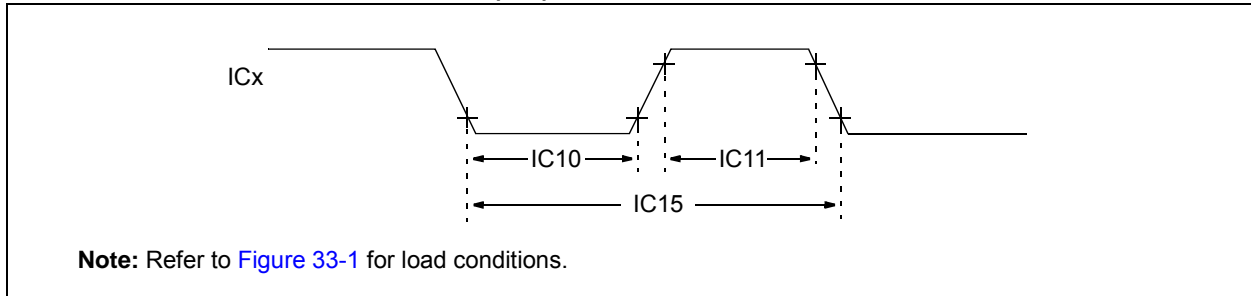 ICx
IC10
IC11
IC15
Note: Refer to Figure 33-1 for load conditions.